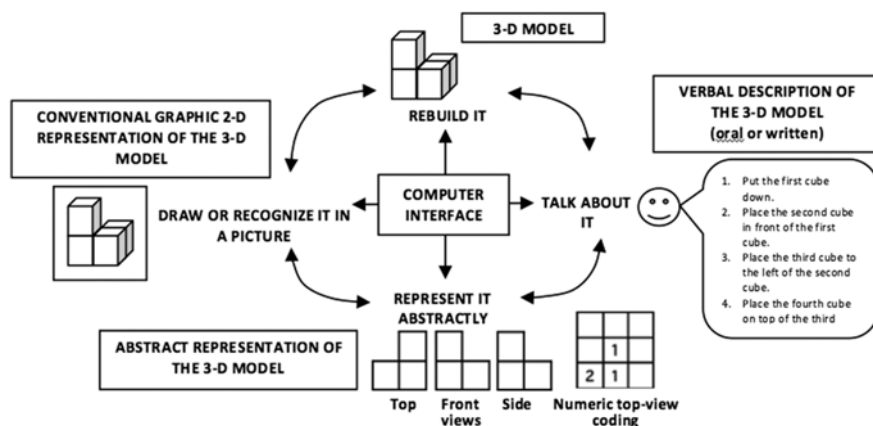 3-D MODEL
REBUILD IT
CONVENTIONAL GRAPHIC 2-D
REPRESENTATION OF THE 3-D
MODEL
VERBAL DESCRIPTION OF
THE 3-D MODEL
(oral or written)
COMPUTER
INTERFACE
DRAW OR RECOGNIZE IT IN
A PICTURE
TALK ABOUT
IT
1. Put the first cube
down.
2. Place the second cube
in front of the first
cube.
3. Place the third cube to
the left of the second
cube.
4. Place the fourth cube
on top of the third
REPRESENT IT
ABSTRACTLY
ABSTRACT REPRESENTATION OF
THE 3-D MODEL
1
2 1
Top Front Side Numeric top-view
views coding